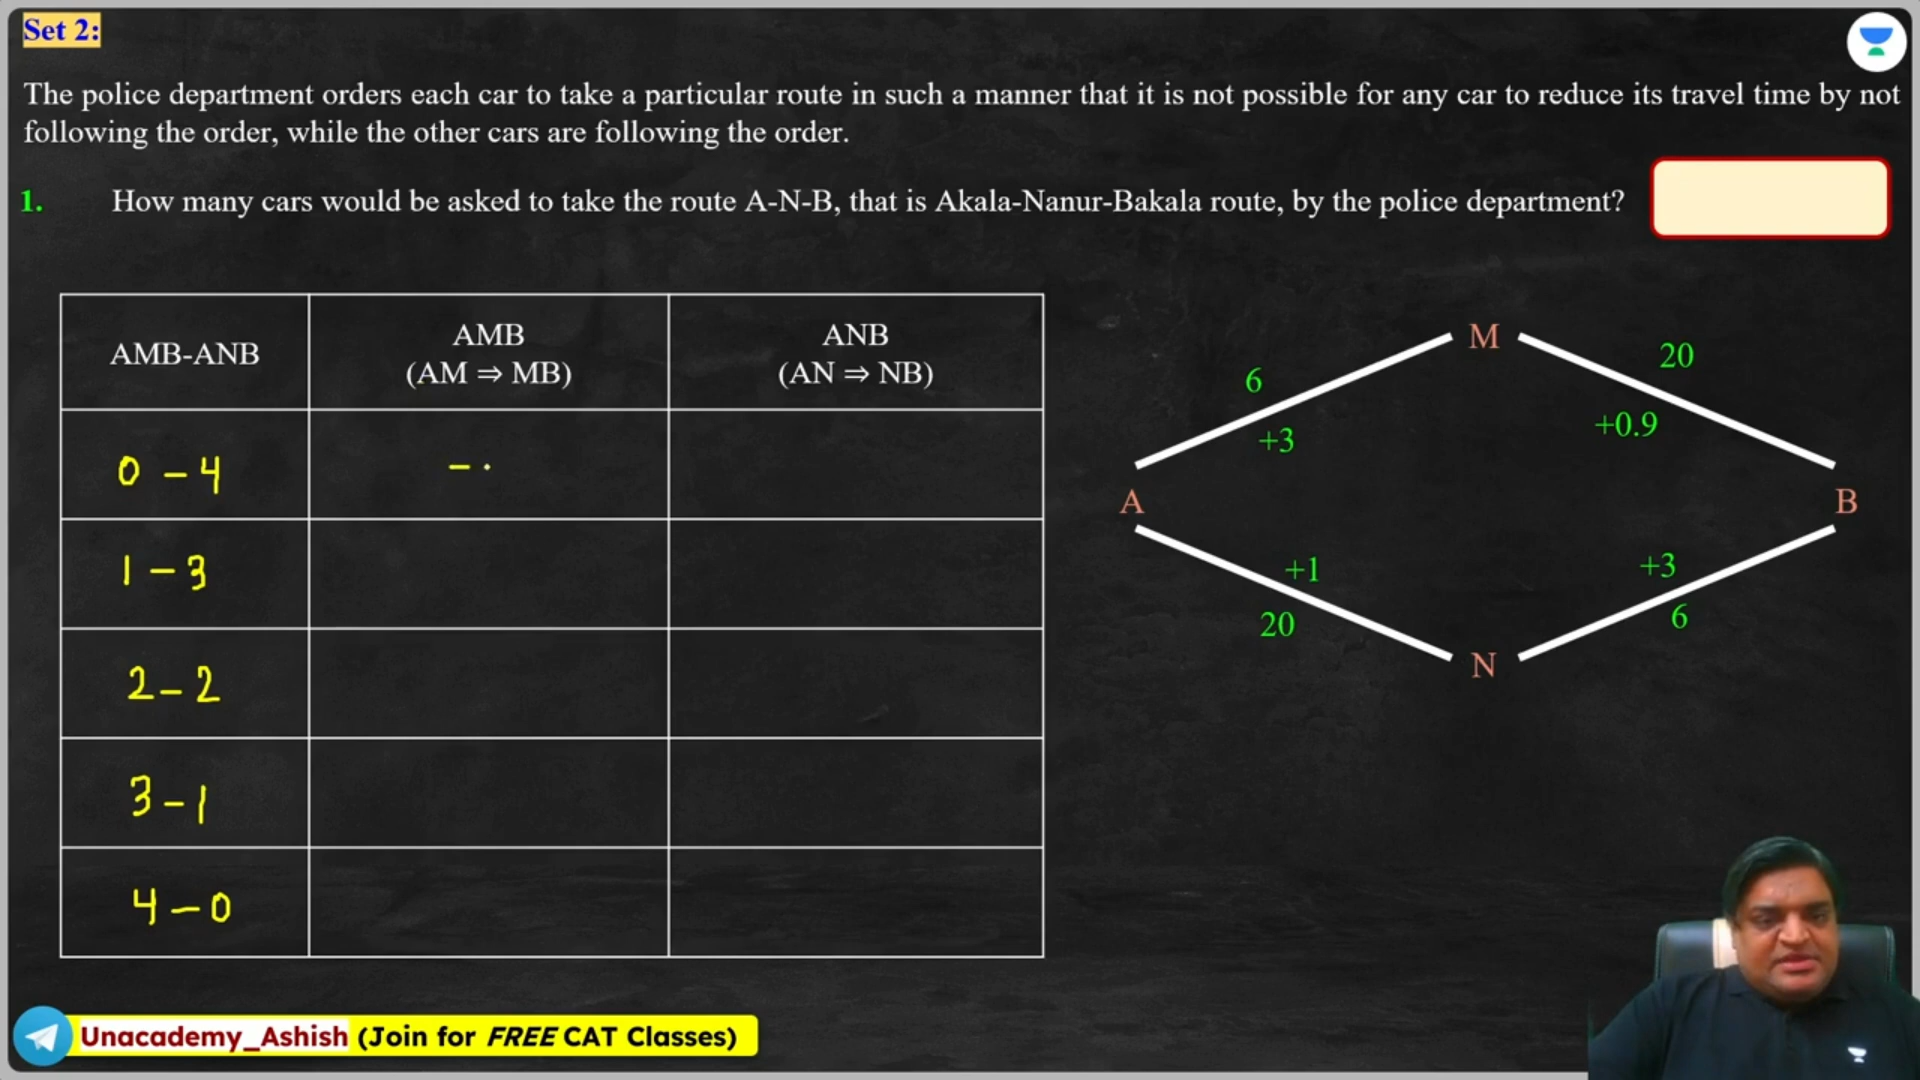 Set 2:
The police department orders each car to take a particular route in such a manner that it is not possible for any car to reduce its travel time by not
following the order, while the other cars are following the order.
1. How many cars would be asked to take the route A-N-B, that is Akala-Nanur-Bakala route, by the police department?
AMB-ANB
AMB
(AM ⇒ MB)
ANB
(AN ⇒ NB)
0 – 4
– ·
1 – 3
2 – 2
3 – 1
4 – 0
M
6
20
+3
+0.9
A
B
+1
+3
20
6
N
Unacademy_Ashish (Join for FREE CAT Classes)